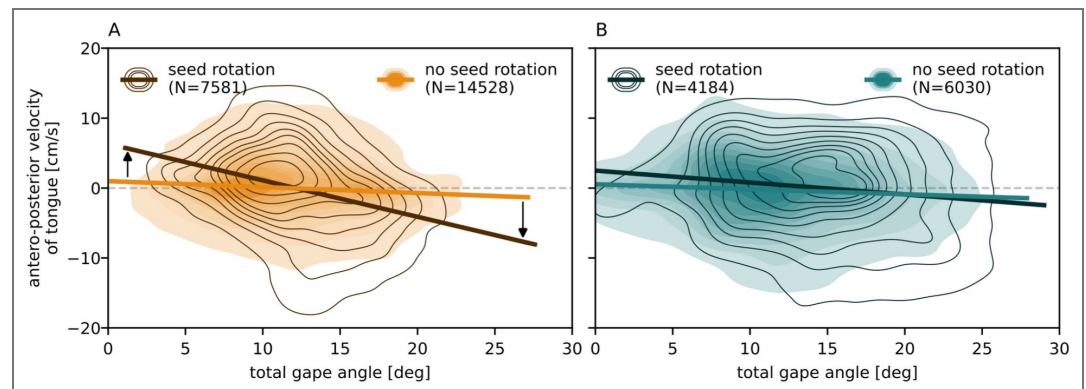 A
B
20
10
0
−10
−20
antero-posterior velocity
of tongue [cm/s]
seed rotation
(N=7581)
no seed rotation
(N=14528)
seed rotation
(N=4184)
no seed rotation
(N=6030)
0 5 10 15 20 25 30
0 5 10 15 20 25 30
total gape angle [deg]
total gape angle [deg]